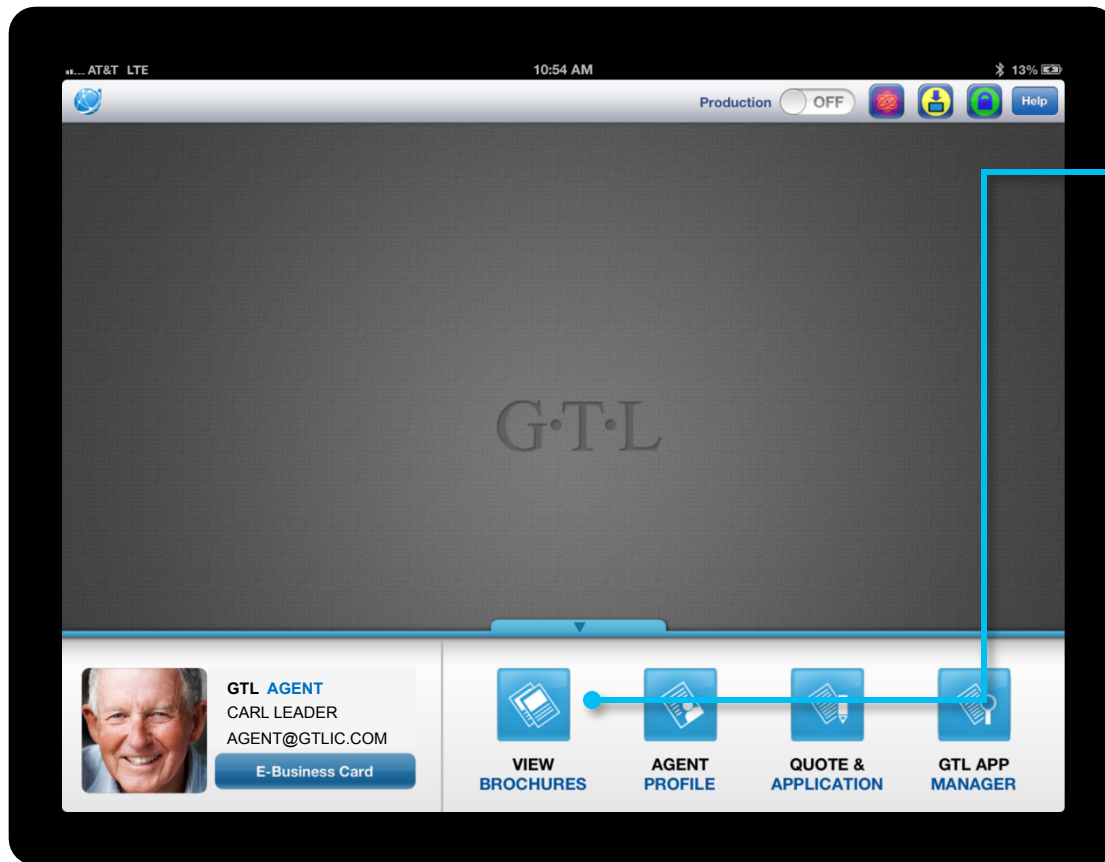 AT&T LTE
10:54 AM
13%
Production OFF
Help
G·T·L
GTL AGENT
CARL LEADER
AGENT@GTLIC.COM
E-Business Card
VIEW
BROCHURES
AGENT
PROFILE
QUOTE &
APPLICATION
GTL APP
MANAGER